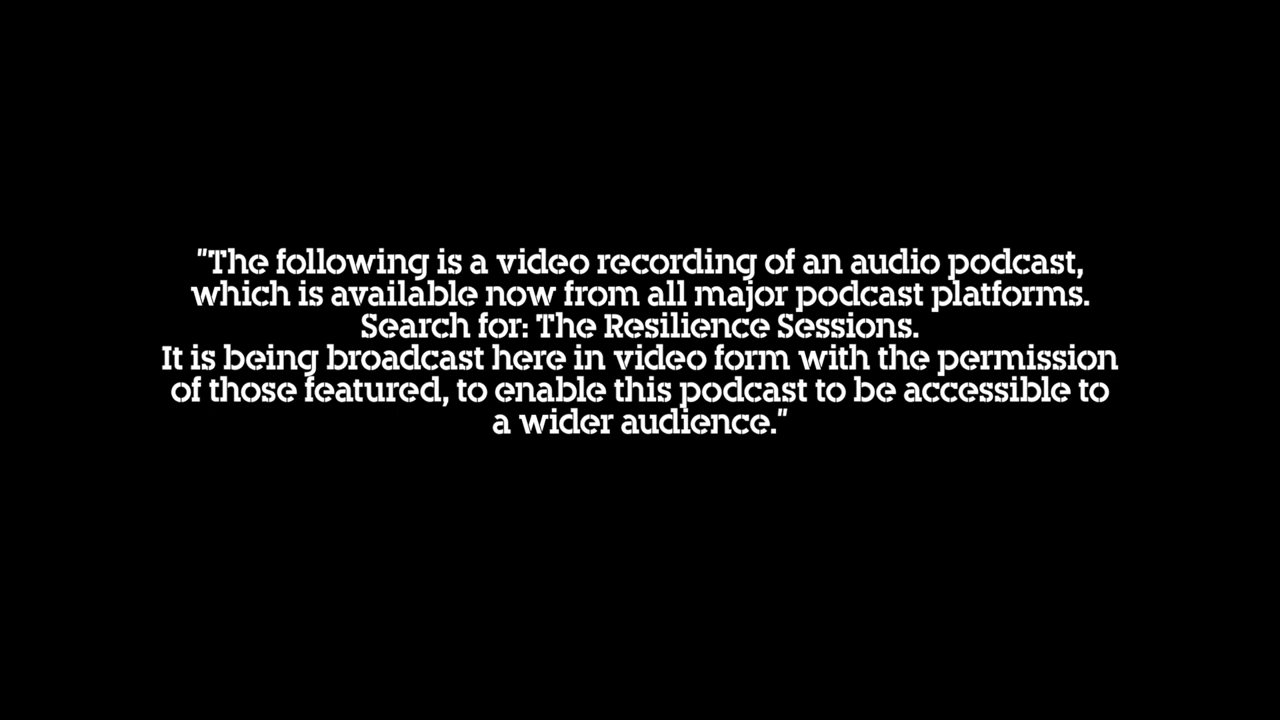 "The following is a video recording of an audio podcast,
which is available now from all major podcast platforms.
Search for: The Resilience Sessions.
It is being broadcast here in video form with the permission
of those featured, to enable this podcast to be accessible to
a wider audience."